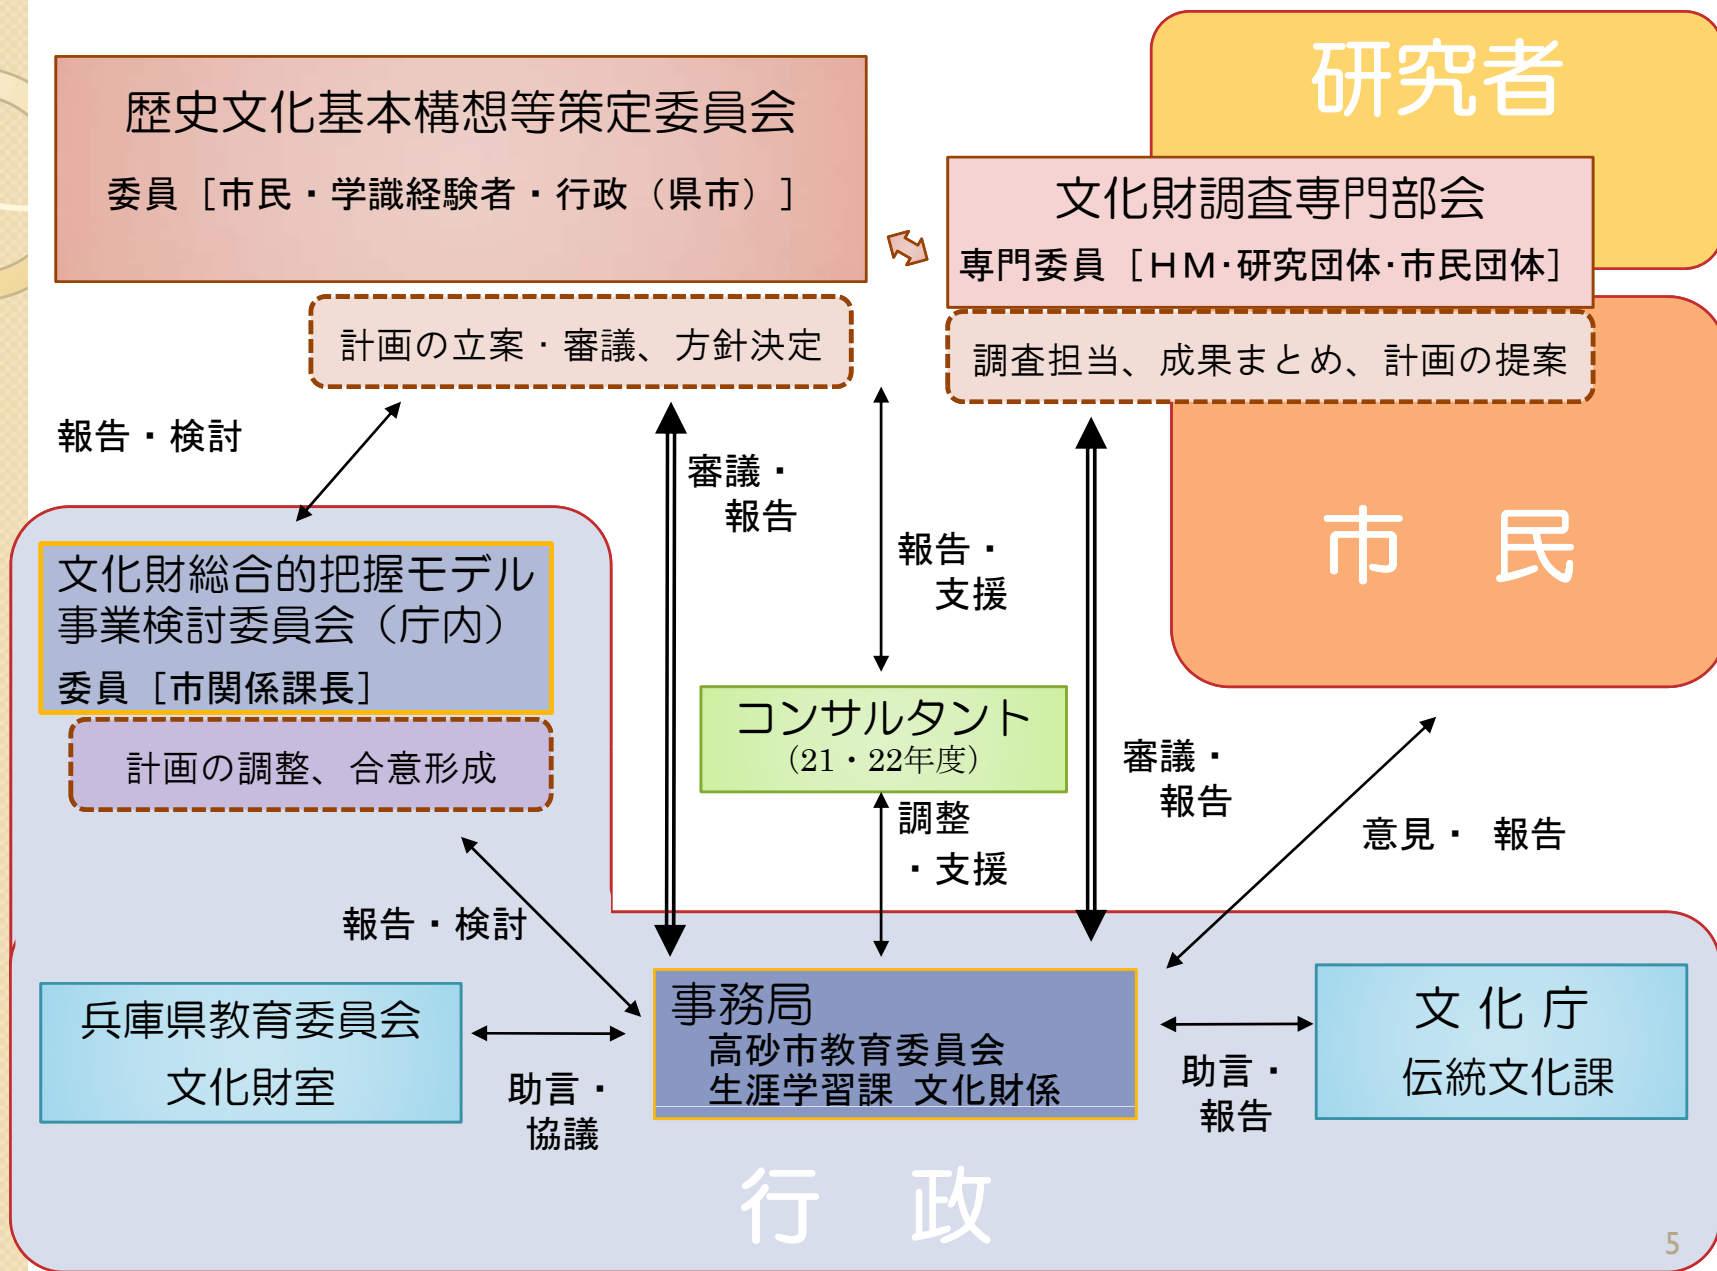 研究者
歴史文化基本構想等策定委員会
委員［市民・学識経験者・行政（県市）］
文化財調査専門部会
専門委員［ＨＭ・研究団体・市民団体］
計画の立案・審議、方針決定
調査担当、成果まとめ、計画の提案
報告・検討
審議・
報告
報告・
支援
市　民
文化財総合的把握モデル
事業検討委員会（庁内）
委員［市関係課長］
計画の調整、合意形成
コンサルタント
（21・22年度）
審議・
報告
調整
・支援
意見・　報告
報告・検討
兵庫県教育委員会
文化財室
助言・
協議
事務局
高砂市教育委員会
生涯学習課　文化財係
助言・
報告
文 化 庁
伝統文化課
行　政
5